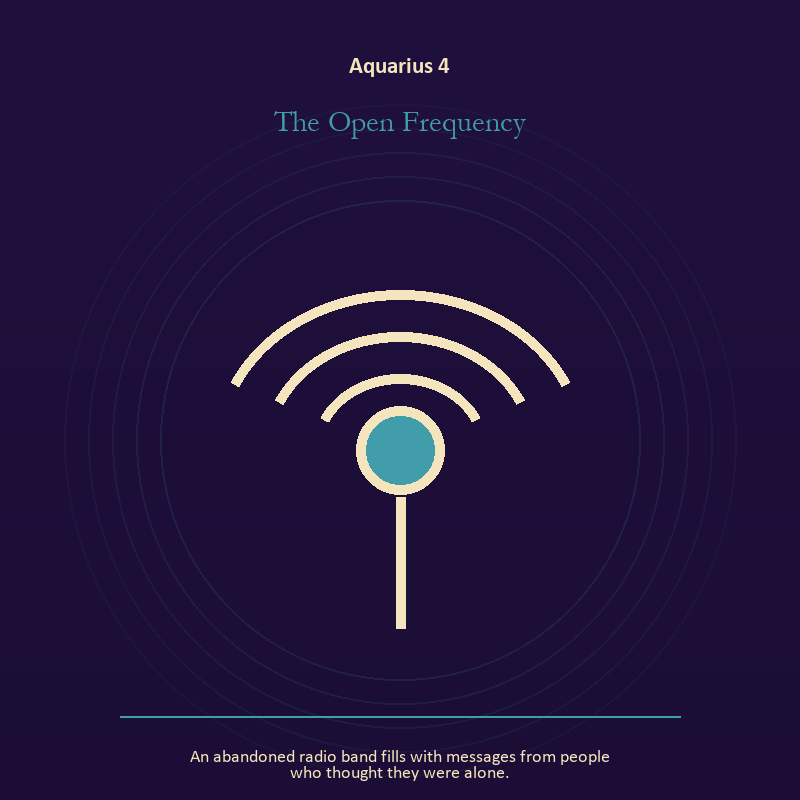 Aquarius 4
The Open Frequency
An abandoned radio band fills with messages from people
who thought they were alone.